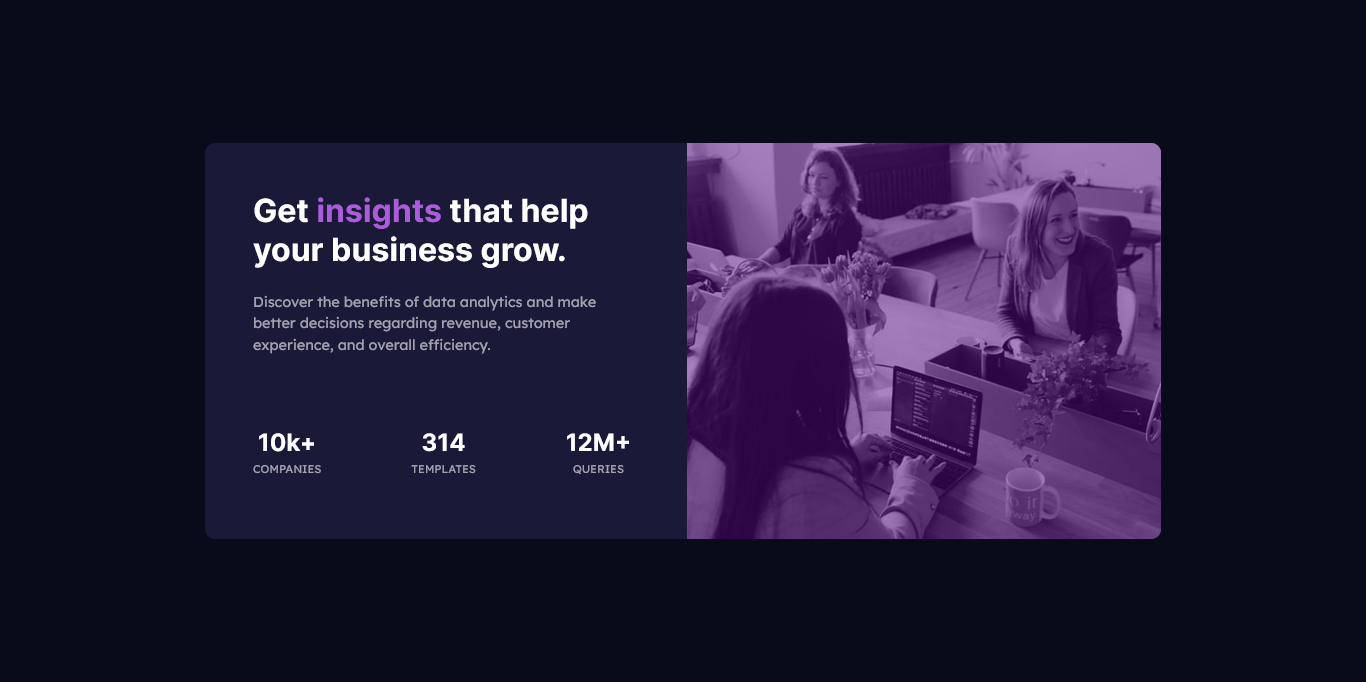 Get insights that help
your business grow.
Discover the benefits of data analytics and make
better decisions regarding revenue, customer
experience, and overall efficiency.
10k+ 314 12M+
COMPANIES TEMPLATES QUERIES